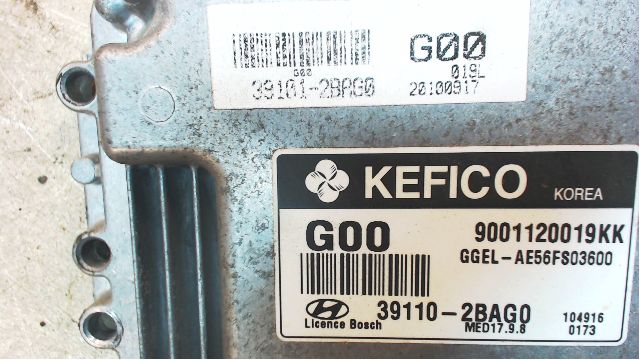 G00
G00
019L
39101-2BAG0
20100917
KEFICO
KOREA
G00
9001120019KK
GGEL-AE56FS03600
39110-2BAG0
104916
Licence Bosch
MED17.9.8
0173